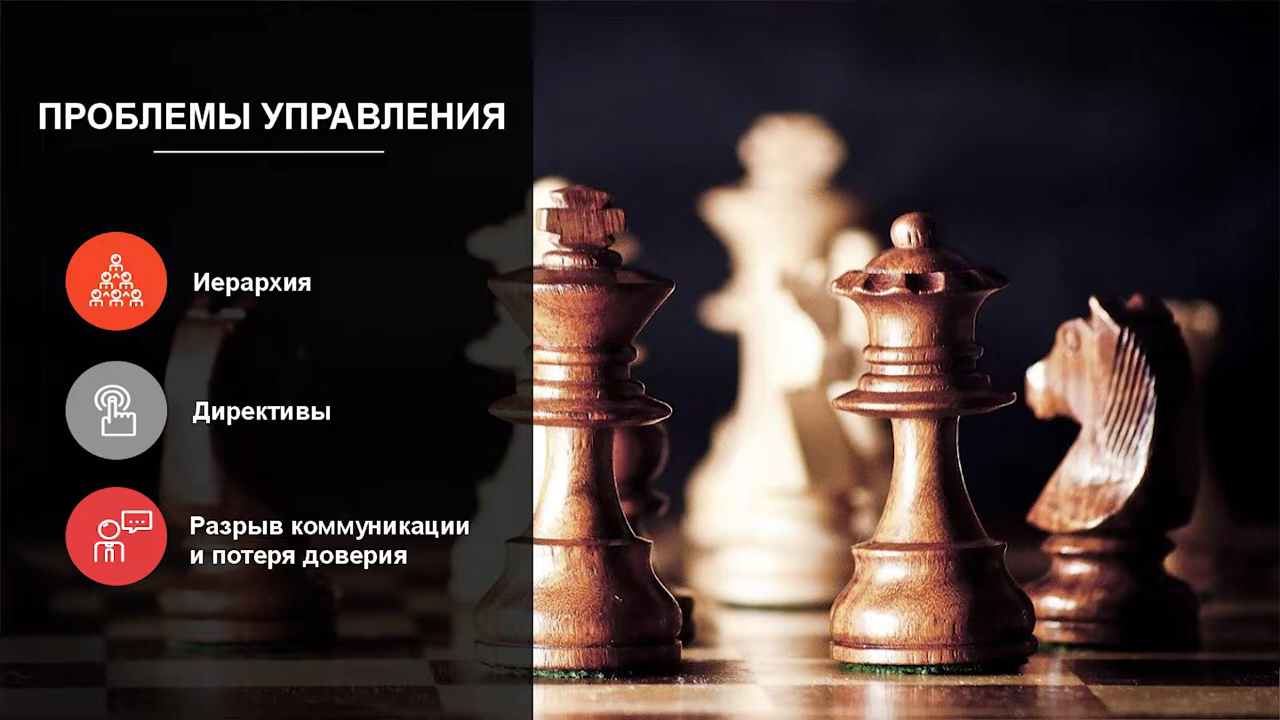 ПРОБЛЕМЫ УПРАВЛЕНИЯ
Иерархия
Директивы
Разрыв коммуникации
и потеря доверия